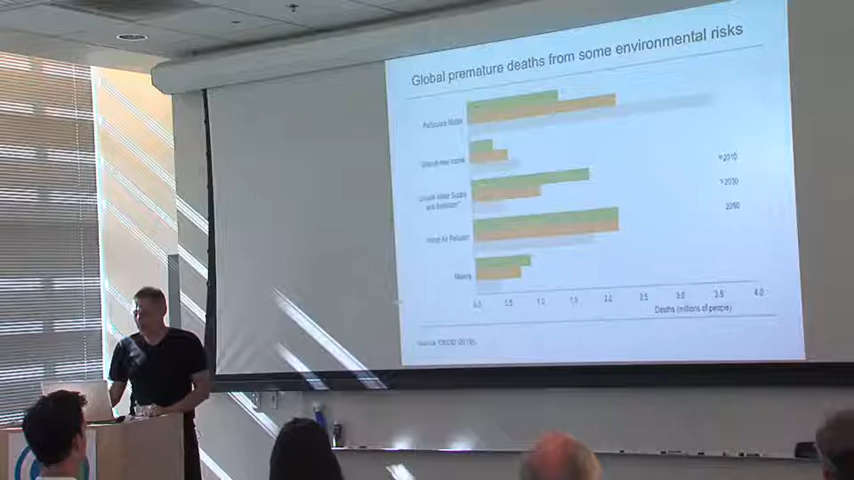 Global premature deaths from some environmental risks
Particulate Matter
Ground-level ozone
Unsafe Water Supply
and Sanitation*
Indoor Air Pollution
Malaria
2010
2030
2050
0.0 0.5 1.0 1.5 2.0 2.5 3.0 3.5 4.0
Deaths (millions of people)